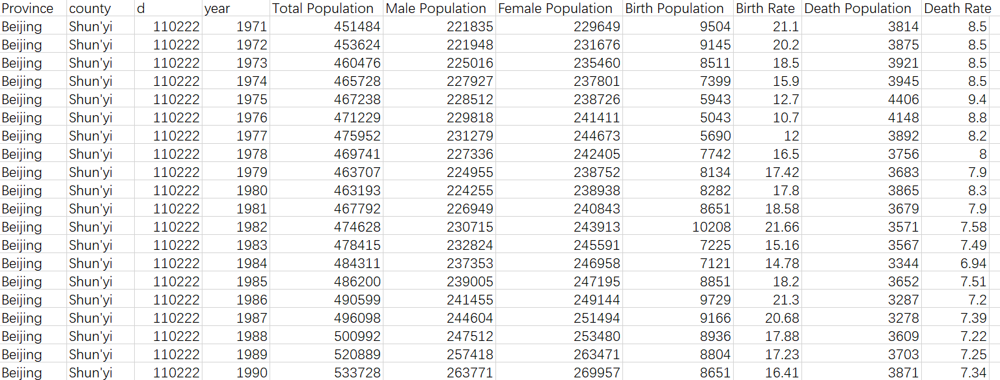 Province county d year Total Population Male Population Female Population Birth Population Birth Rate Death Population Death Rate
Beijing Shun'yi 110222 1971 451484 221835 229649 9504 21.1 3814 8.5
Beijing Shun'yi 110222 1972 453624 221948 231676 9145 20.2 3875 8.5
Beijing Shun'yi 110222 1973 460476 225016 235460 8511 18.5 3921 8.5
Beijing Shun'yi 110222 1974 465728 227927 237801 7399 15.9 3945 8.5
Beijing Shun'yi 110222 1975 467238 228512 238726 5943 12.7 4406 9.4
Beijing Shun'yi 110222 1976 471229 229818 241411 5043 10.7 4148 8.8
Beijing Shun'yi 110222 1977 475952 231279 244673 5690 12 3892 8.2
Beijing Shun'yi 110222 1978 469741 227336 242405 7742 16.5 3756 8
Beijing Shun'yi 110222 1979 463707 224955 238752 8134 17.42 3683 7.9
Beijing Shun'yi 110222 1980 463193 224255 238938 8282 17.8 3865 8.3
Beijing Shun'yi 110222 1981 467792 226949 240843 8651 18.58 3679 7.9
Beijing Shun'yi 110222 1982 474628 230715 243913 10208 21.66 3571 7.58
Beijing Shun'yi 110222 1983 478415 232824 245591 7225 15.16 3567 7.49
Beijing Shun'yi 110222 1984 484311 237353 246958 7121 14.78 3344 6.94
Beijing Shun'yi 110222 1985 486200 239005 247195 8851 18.2 3652 7.51
Beijing Shun'yi 110222 1986 490599 241455 249144 9729 21.3 3287 7.2
Beijing Shun'yi 110222 1987 496098 244604 251494 9166 20.68 3278 7.39
Beijing Shun'yi 110222 1988 500992 247512 253480 8936 17.88 3609 7.22
Beijing Shun'yi 110222 1989 520889 257418 263471 8804 17.23 3703 7.25
Beijing Shun'yi 110222 1990 533728 263771 269957 8651 16.41 3871 7.34